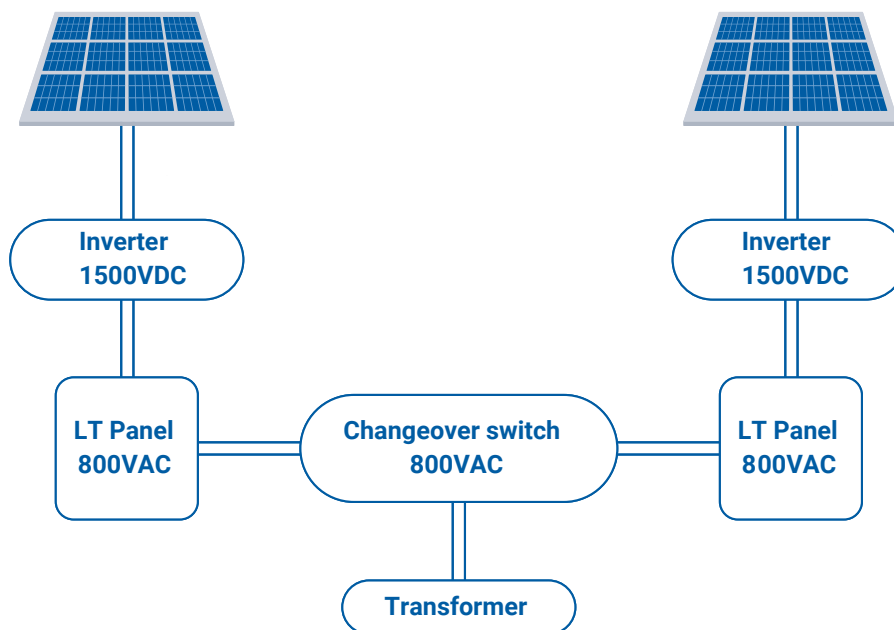 Inverter
1500VDC
Inverter
1500VDC
LT Panel
800VAC
Changeover switch
800VAC
LT Panel
800VAC
Transformer